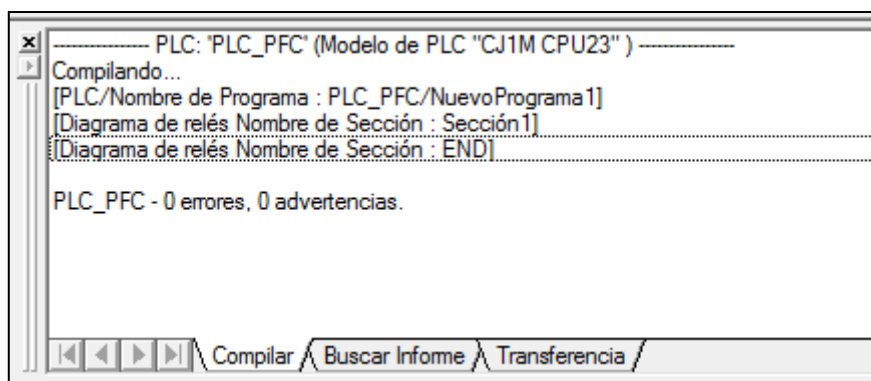 ---------------- PLC: 'PLC_PFC' (Modelo de PLC "CJ1M CPU23" ) ----------------
Compilando...
[PLC/Nombre de Programa : PLC_PFC/NuevoPrograma1]
[Diagrama de relés Nombre de Sección : Sección1]
[Diagrama de relés Nombre de Sección : END]
PLC_PFC - 0 errores, 0 advertencias.
Compilar Buscar Informe Transferencia